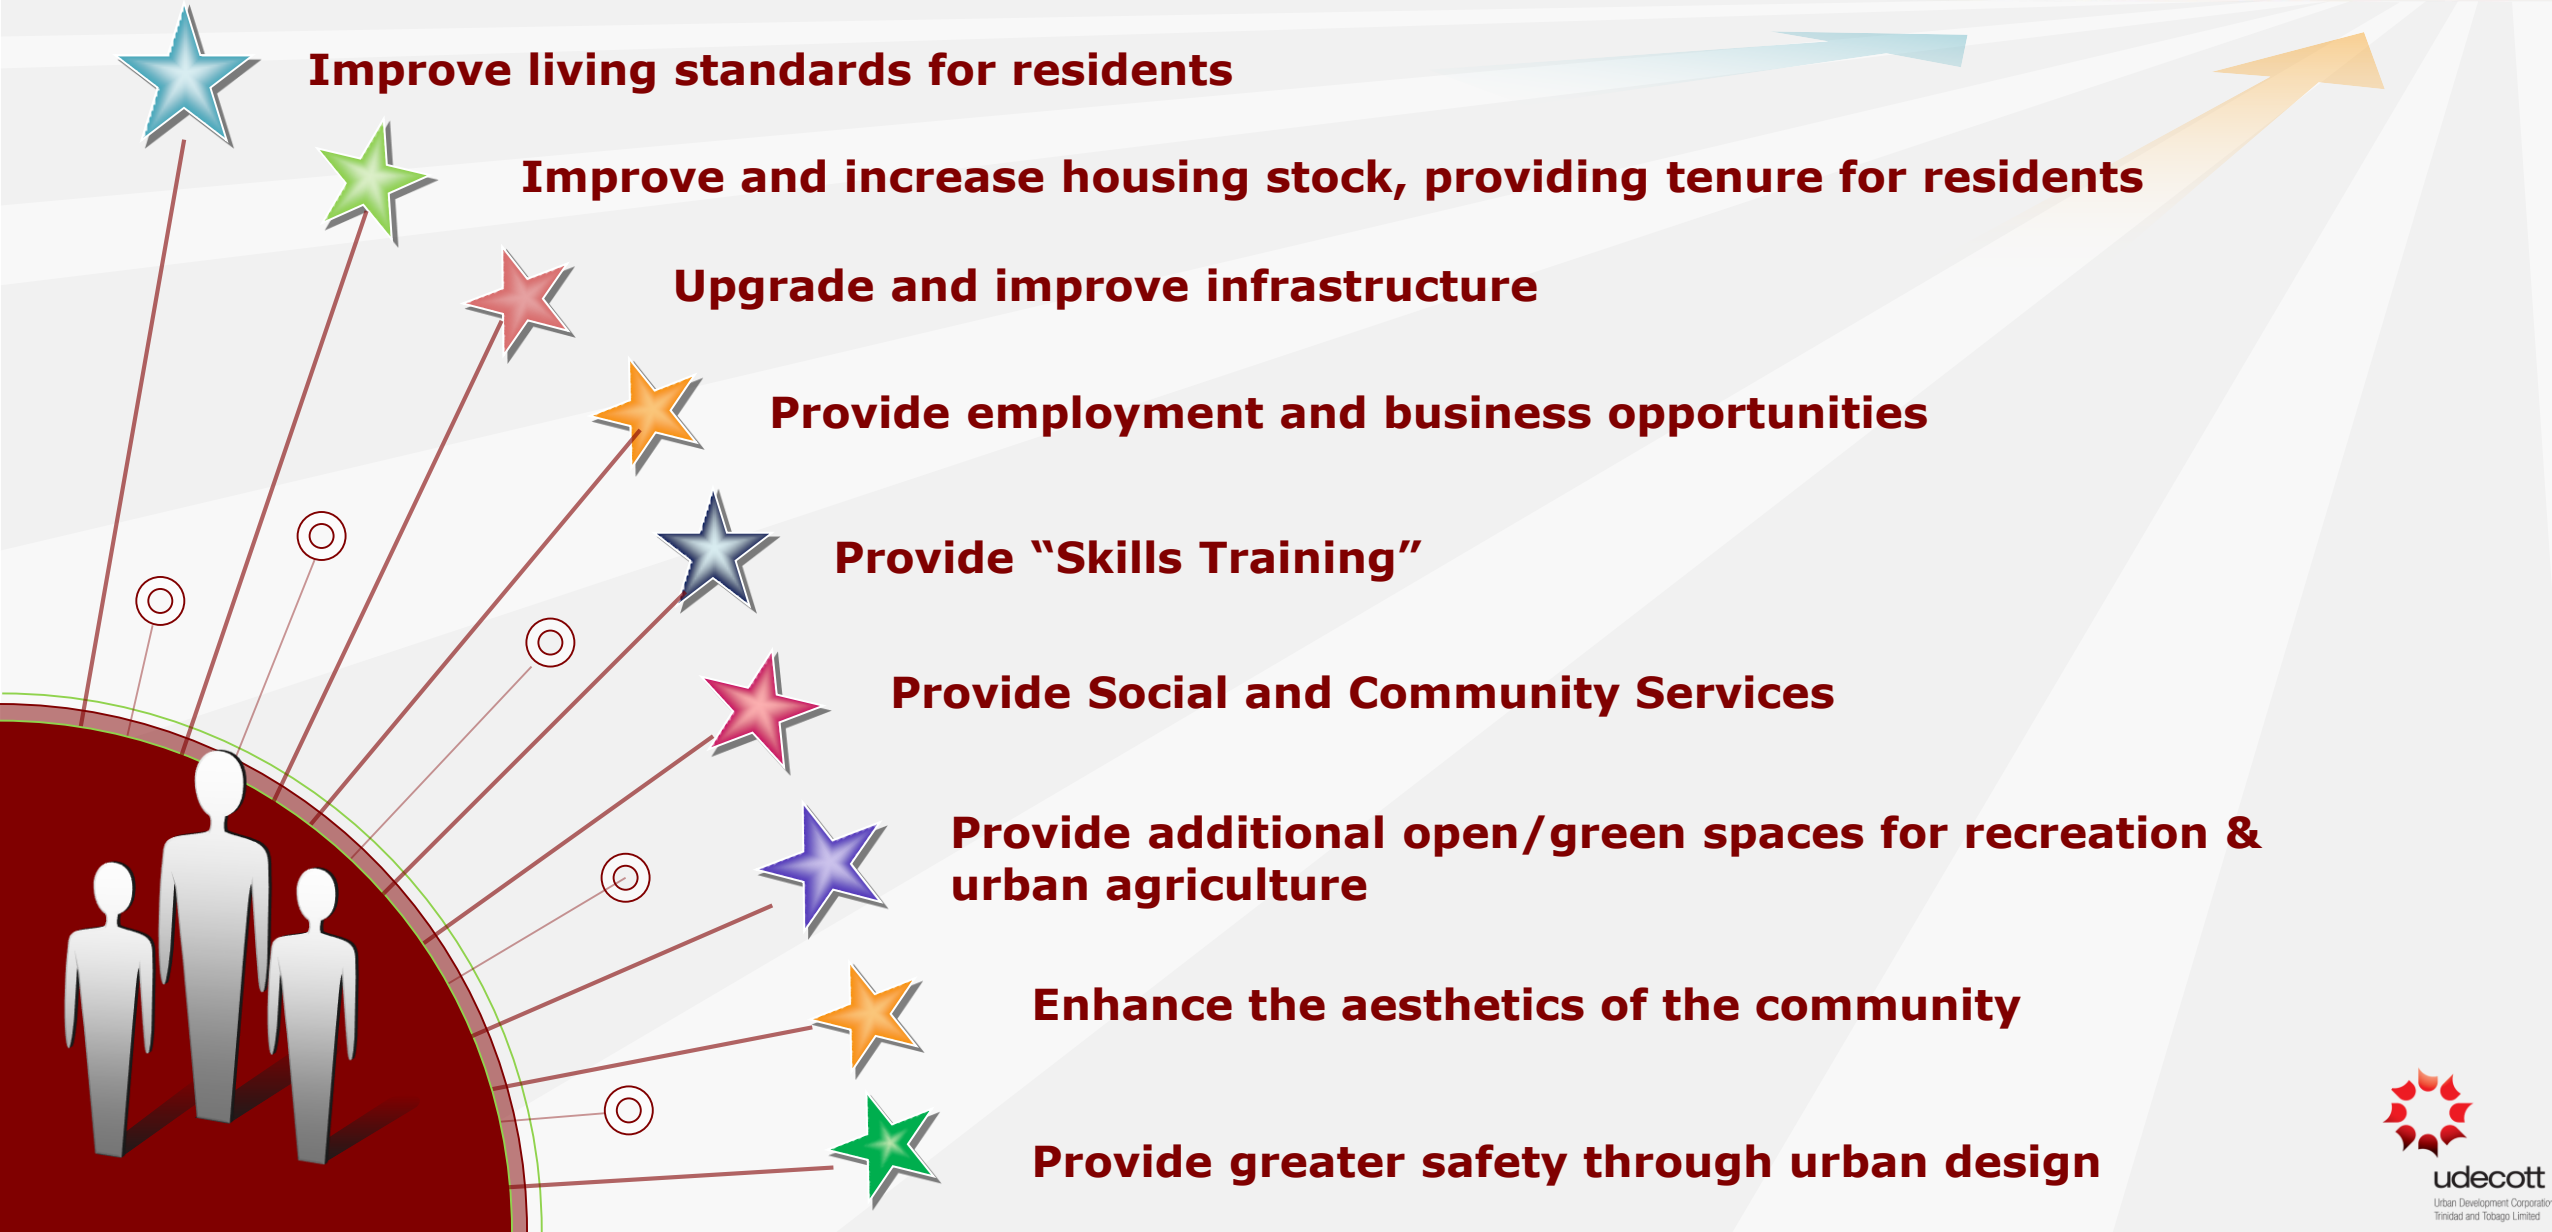 Improve living standards for residents
Improve and increase housing stock, providing tenure for residents
Upgrade and improve infrastructure
Provide employment and business opportunities
Provide “Skills Training”
Provide Social and Community Services
Provide additional open/green spaces for recreation &
urban agriculture
Enhance the aesthetics of the community
Provide greater safety through urban design
udecott
Urban Development Corporatio
Trinidad and Tobago Limited